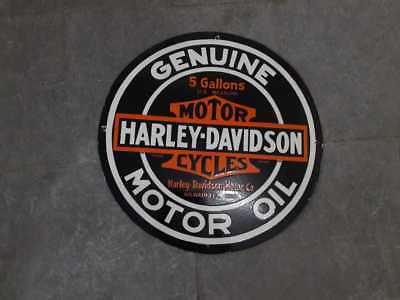 GENUINE
5 Gallons
MOTOR
HARLEY-DAVIDSON
CYCLES
Harley-Davidson Motor Co
MOTOR OIL